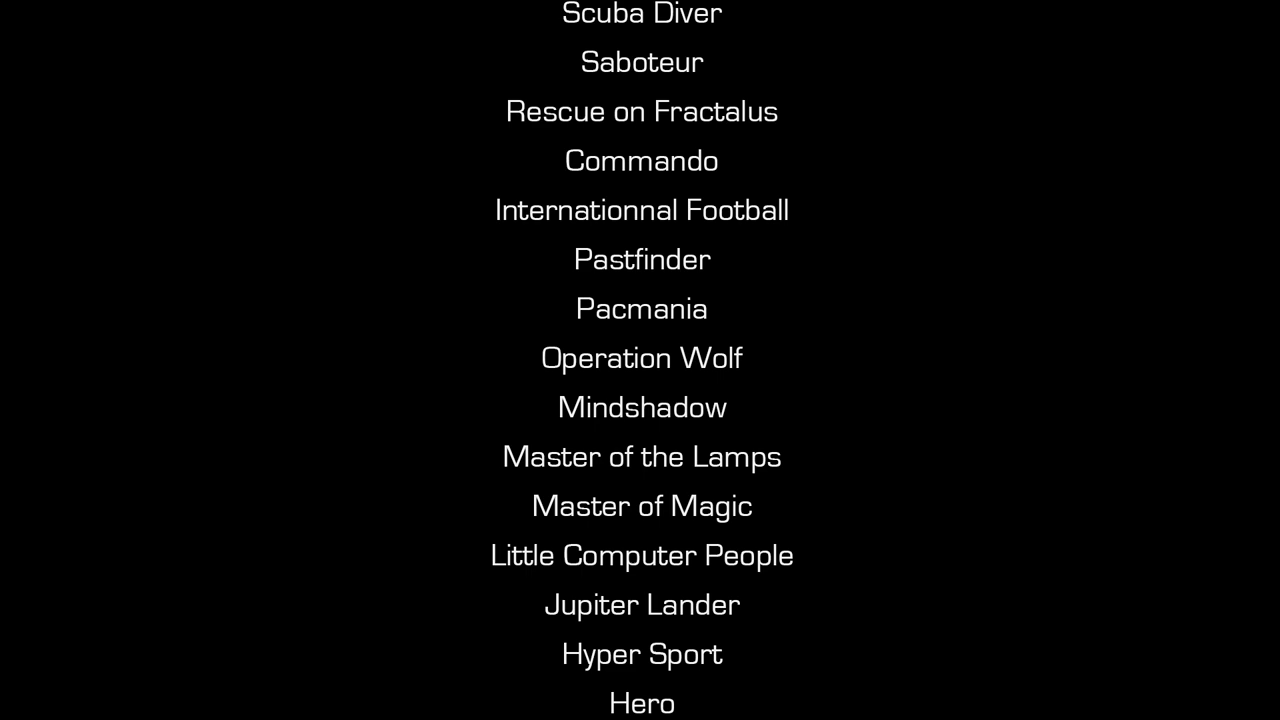 Scuba Diver
Saboteur
Rescue on Fractalus
Commando
Internationnal Football
Pastfinder
Pacmania
Operation Wolf
Mindshadow
Master of the Lamps
Master of Magic
Little Computer People
Jupiter Lander
Hyper Sport
Hero